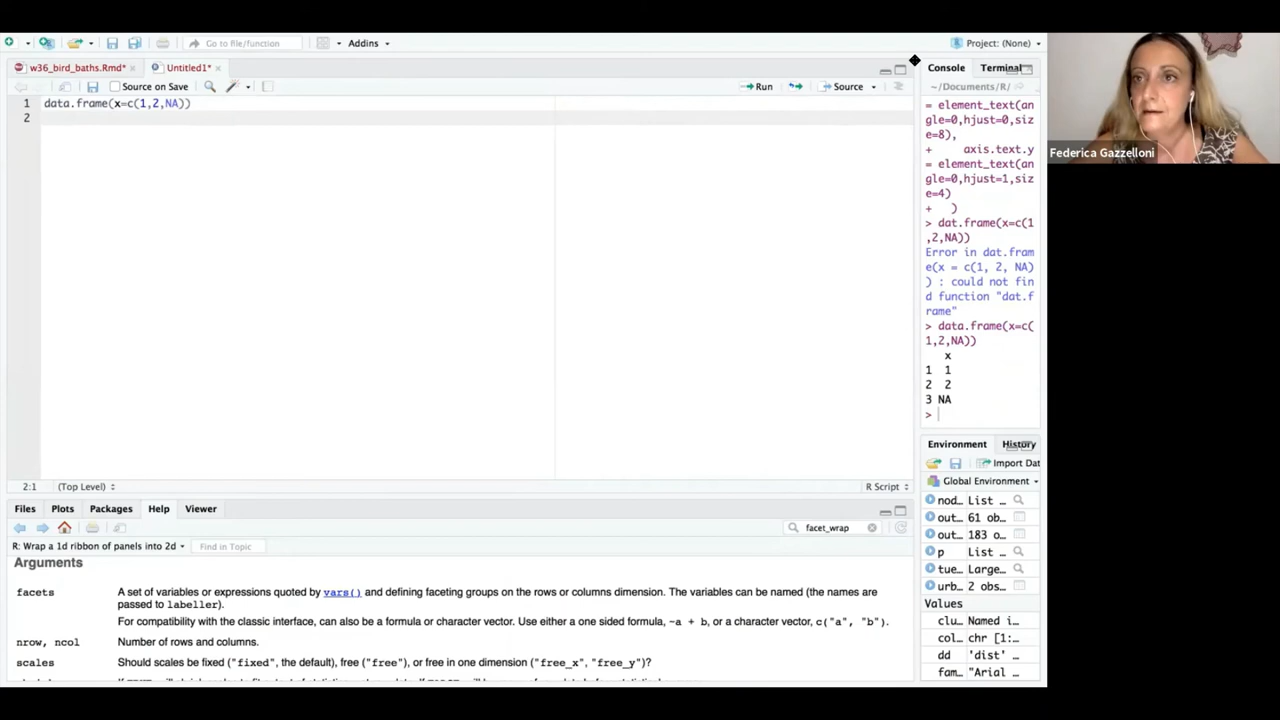 Go to file/function
Addins
Project: (None)
w36_bird_baths.Rmd*
Untitled1*
Source on Save
Run
Source
1 data.frame(x=c(1,2,NA))
2
2:1
(Top Level)
R Script
Console
Terminal
~/Documents/R/
= element_text(an
gle=0,hjust=0,siz
e=8),
+ axis.text.y
= element_text(an
gle=0,hjust=1,siz
e=4)
+ )
> dat.frame(x=c(1
,2,NA))
Error in dat.fram
e(x = c(1, 2, NA)
) : could not fin
d function "dat.f
rame"
> data.frame(x=c(
1,2,NA))
x
1 1
2 2
3 NA
>
Federica Gazzelloni
Environment
History
Import Dat
Global Environment
nod… List …
out… 61 ob…
out… 183 o…
p List …
tue… Large…
urb… 2 obs…
Values
clu… Named i…
col… chr [1:…
dd 'dist' …
fam… "Arial …
Files
Plots
Packages
Help
Viewer
facet_wrap
R: Wrap a 1d ribbon of panels into 2d
Find in Topic
Arguments
facets
A set of variables or expressions quoted by vars() and defining faceting groups on the rows or columns dimension. The variables can be named (the names are
passed to labeller).
For compatibility with the classic interface, can also be a formula or character vector. Use either a one sided formula, ~a + b, or a character vector, c("a", "b").
nrow, ncol
Number of rows and columns.
scales
Should scales be fixed ("fixed", the default), free ("free"), or free in one dimension ("free_x", "free_y")?